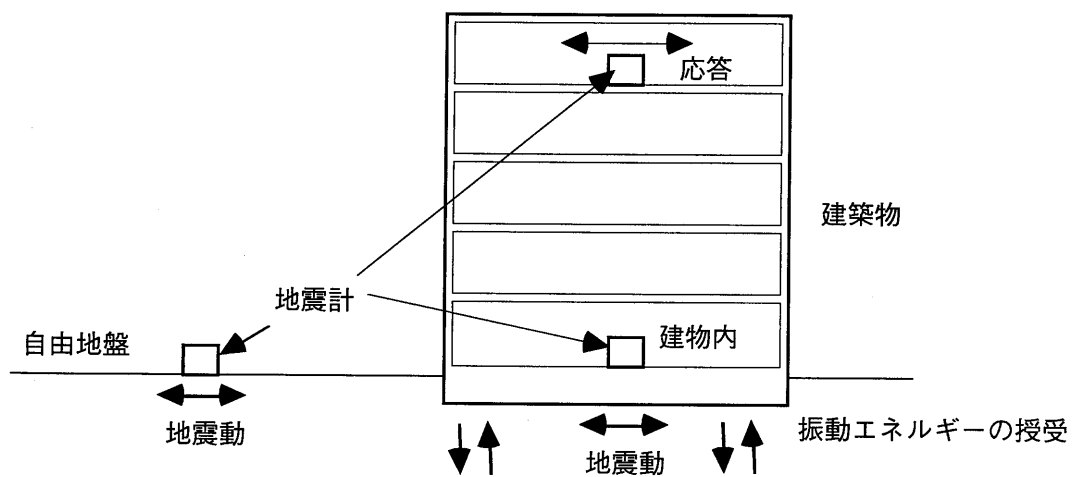 応答
建築物
地震計
自由地盤
建物内
地震動
地震動
振動エネルギーの授受